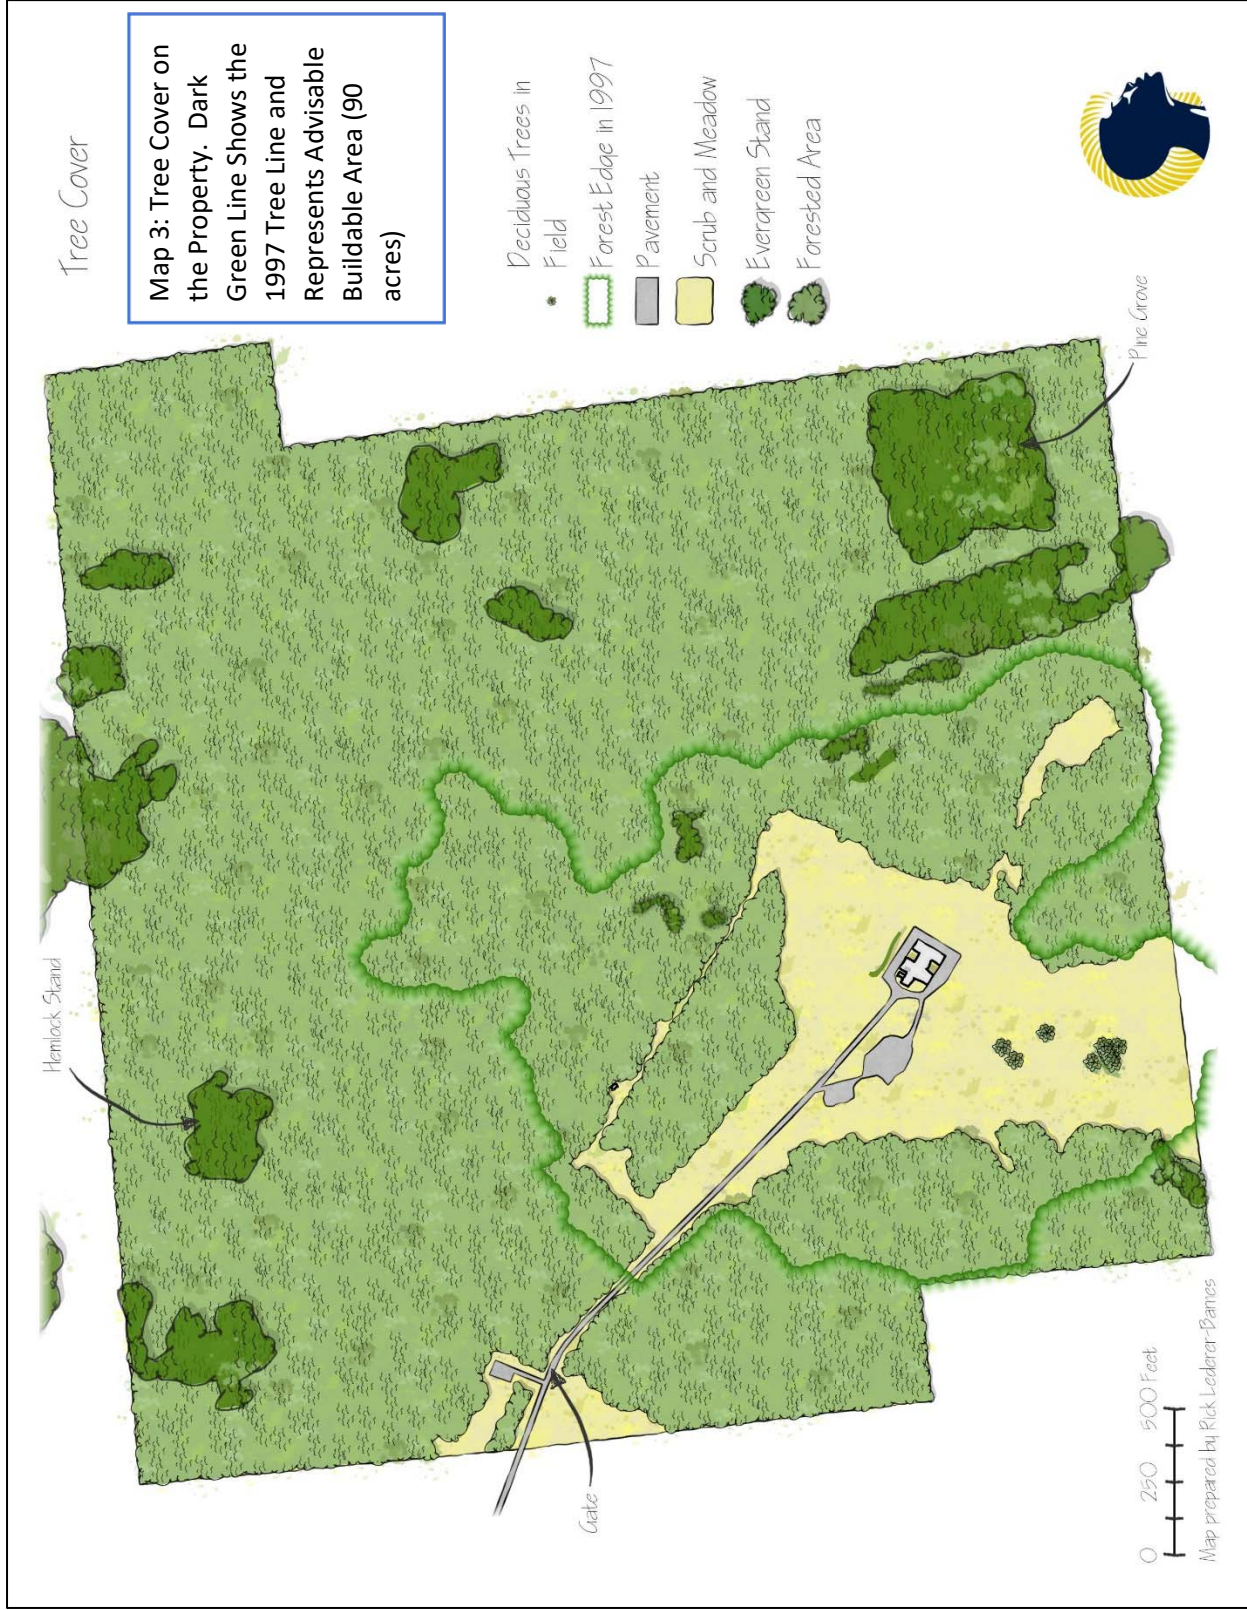 Tree Cover
Map 3: Tree Cover on
the Property.  Dark
Green Line Shows the
1997 Tree Line and
Represents Advisable
Buildable Area (90
acres)
Deciduous Trees in
Field
Forest Edge in 1997
Pavement
Scrub and Meadow
Evergreen Stand
Forested Area
Hemlock Stand
Pine Grove
Gate
0 250 500 Feet
Map prepared by Rick Lederer-Barnes